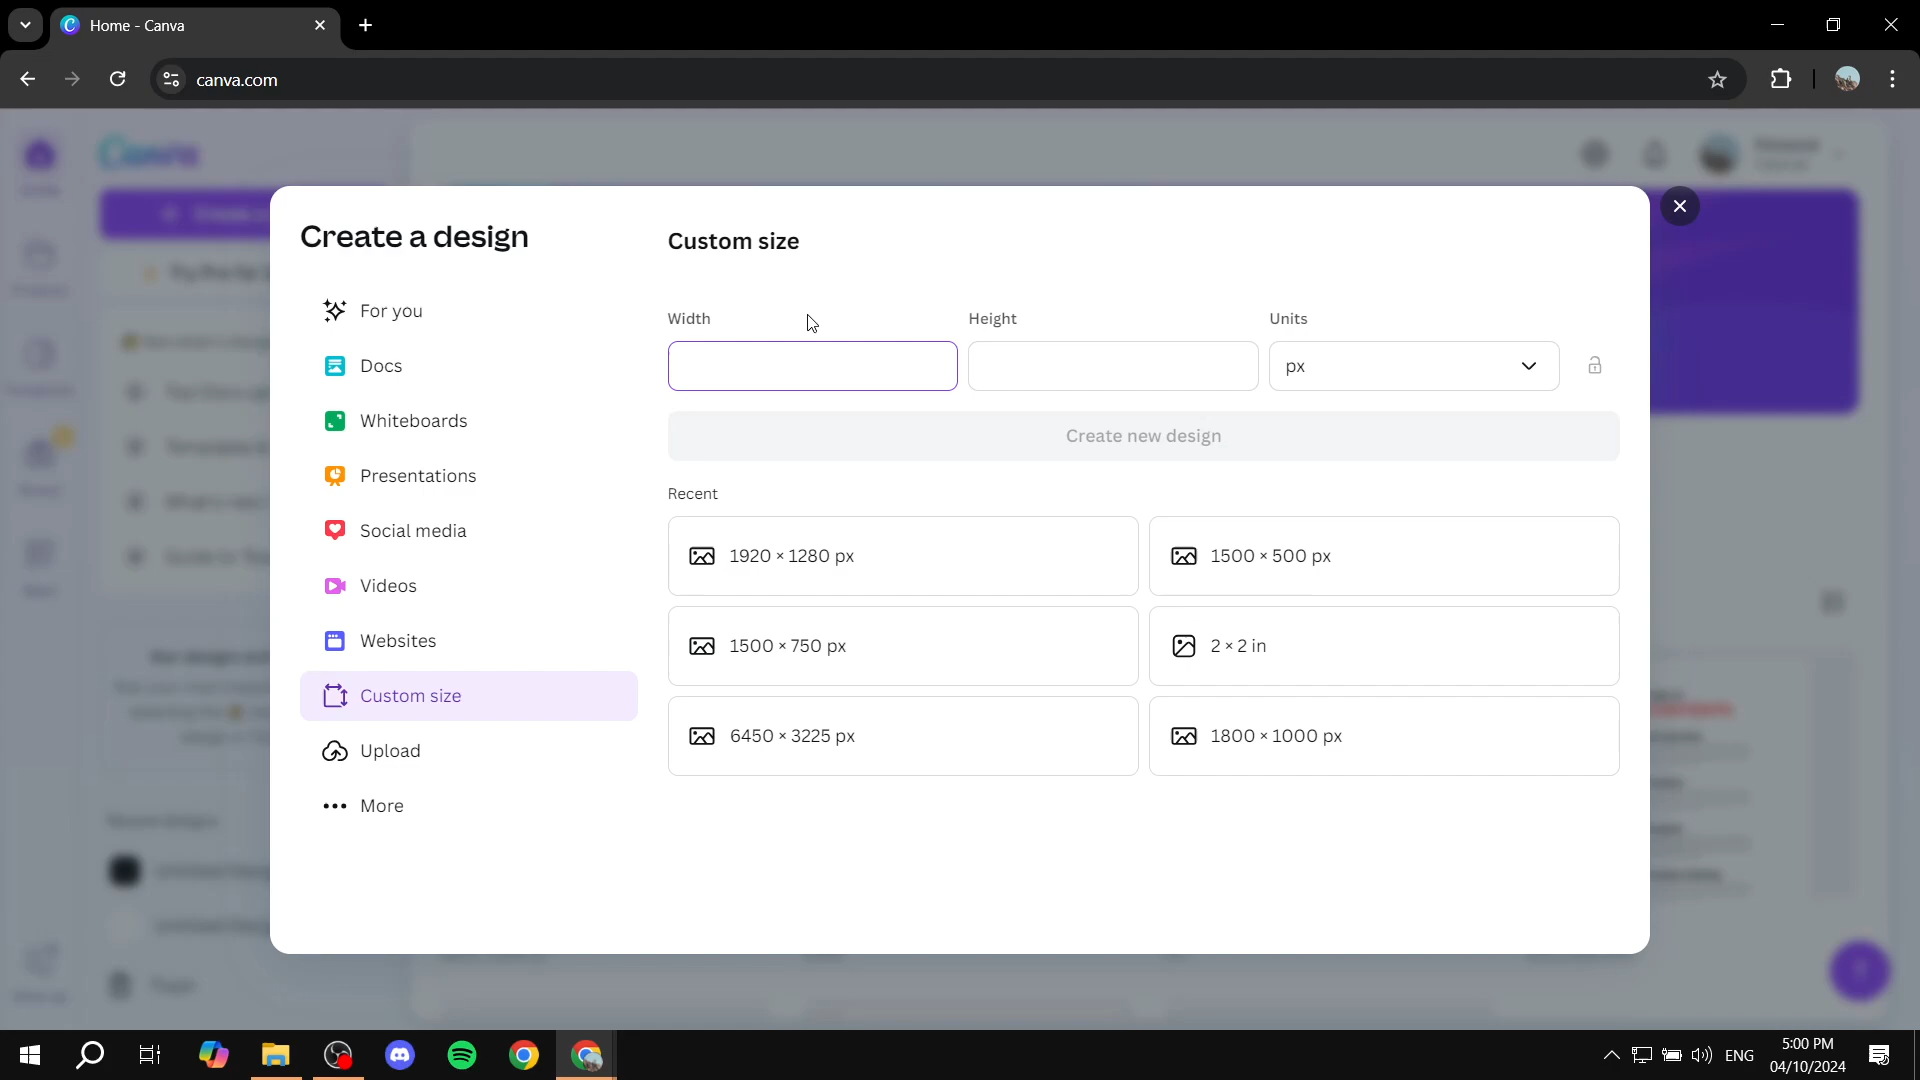 Home - Canva
canva.com
Canva
Create a design
Custom size
For you
Docs
Whiteboards
Presentations
Social media
Videos
Websites
Custom size
Upload
More
Width
Height
Units
px
Create new design
Recent
1920 × 1280 px
1500 × 500 px
1500 × 750 px
2 × 2 in
6450 × 3225 px
1800 × 1000 px
ENG
5:00 PM
04/10/2024